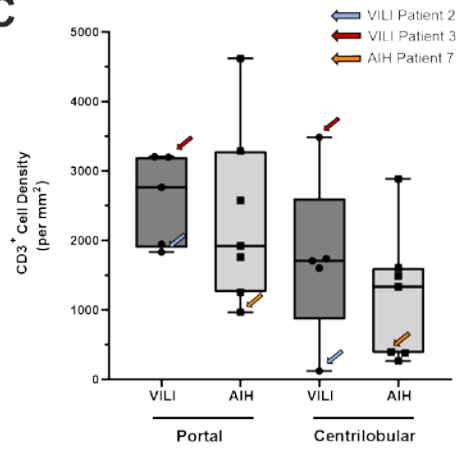 C
VILI Patient 2
VILI Patient 3
AIH Patient 7
CD3+ Cell Density
(per mm2)
5000
4000
3000
2000
1000
0
VILI
AIH
VILI
AIH
Portal
Centrilobular